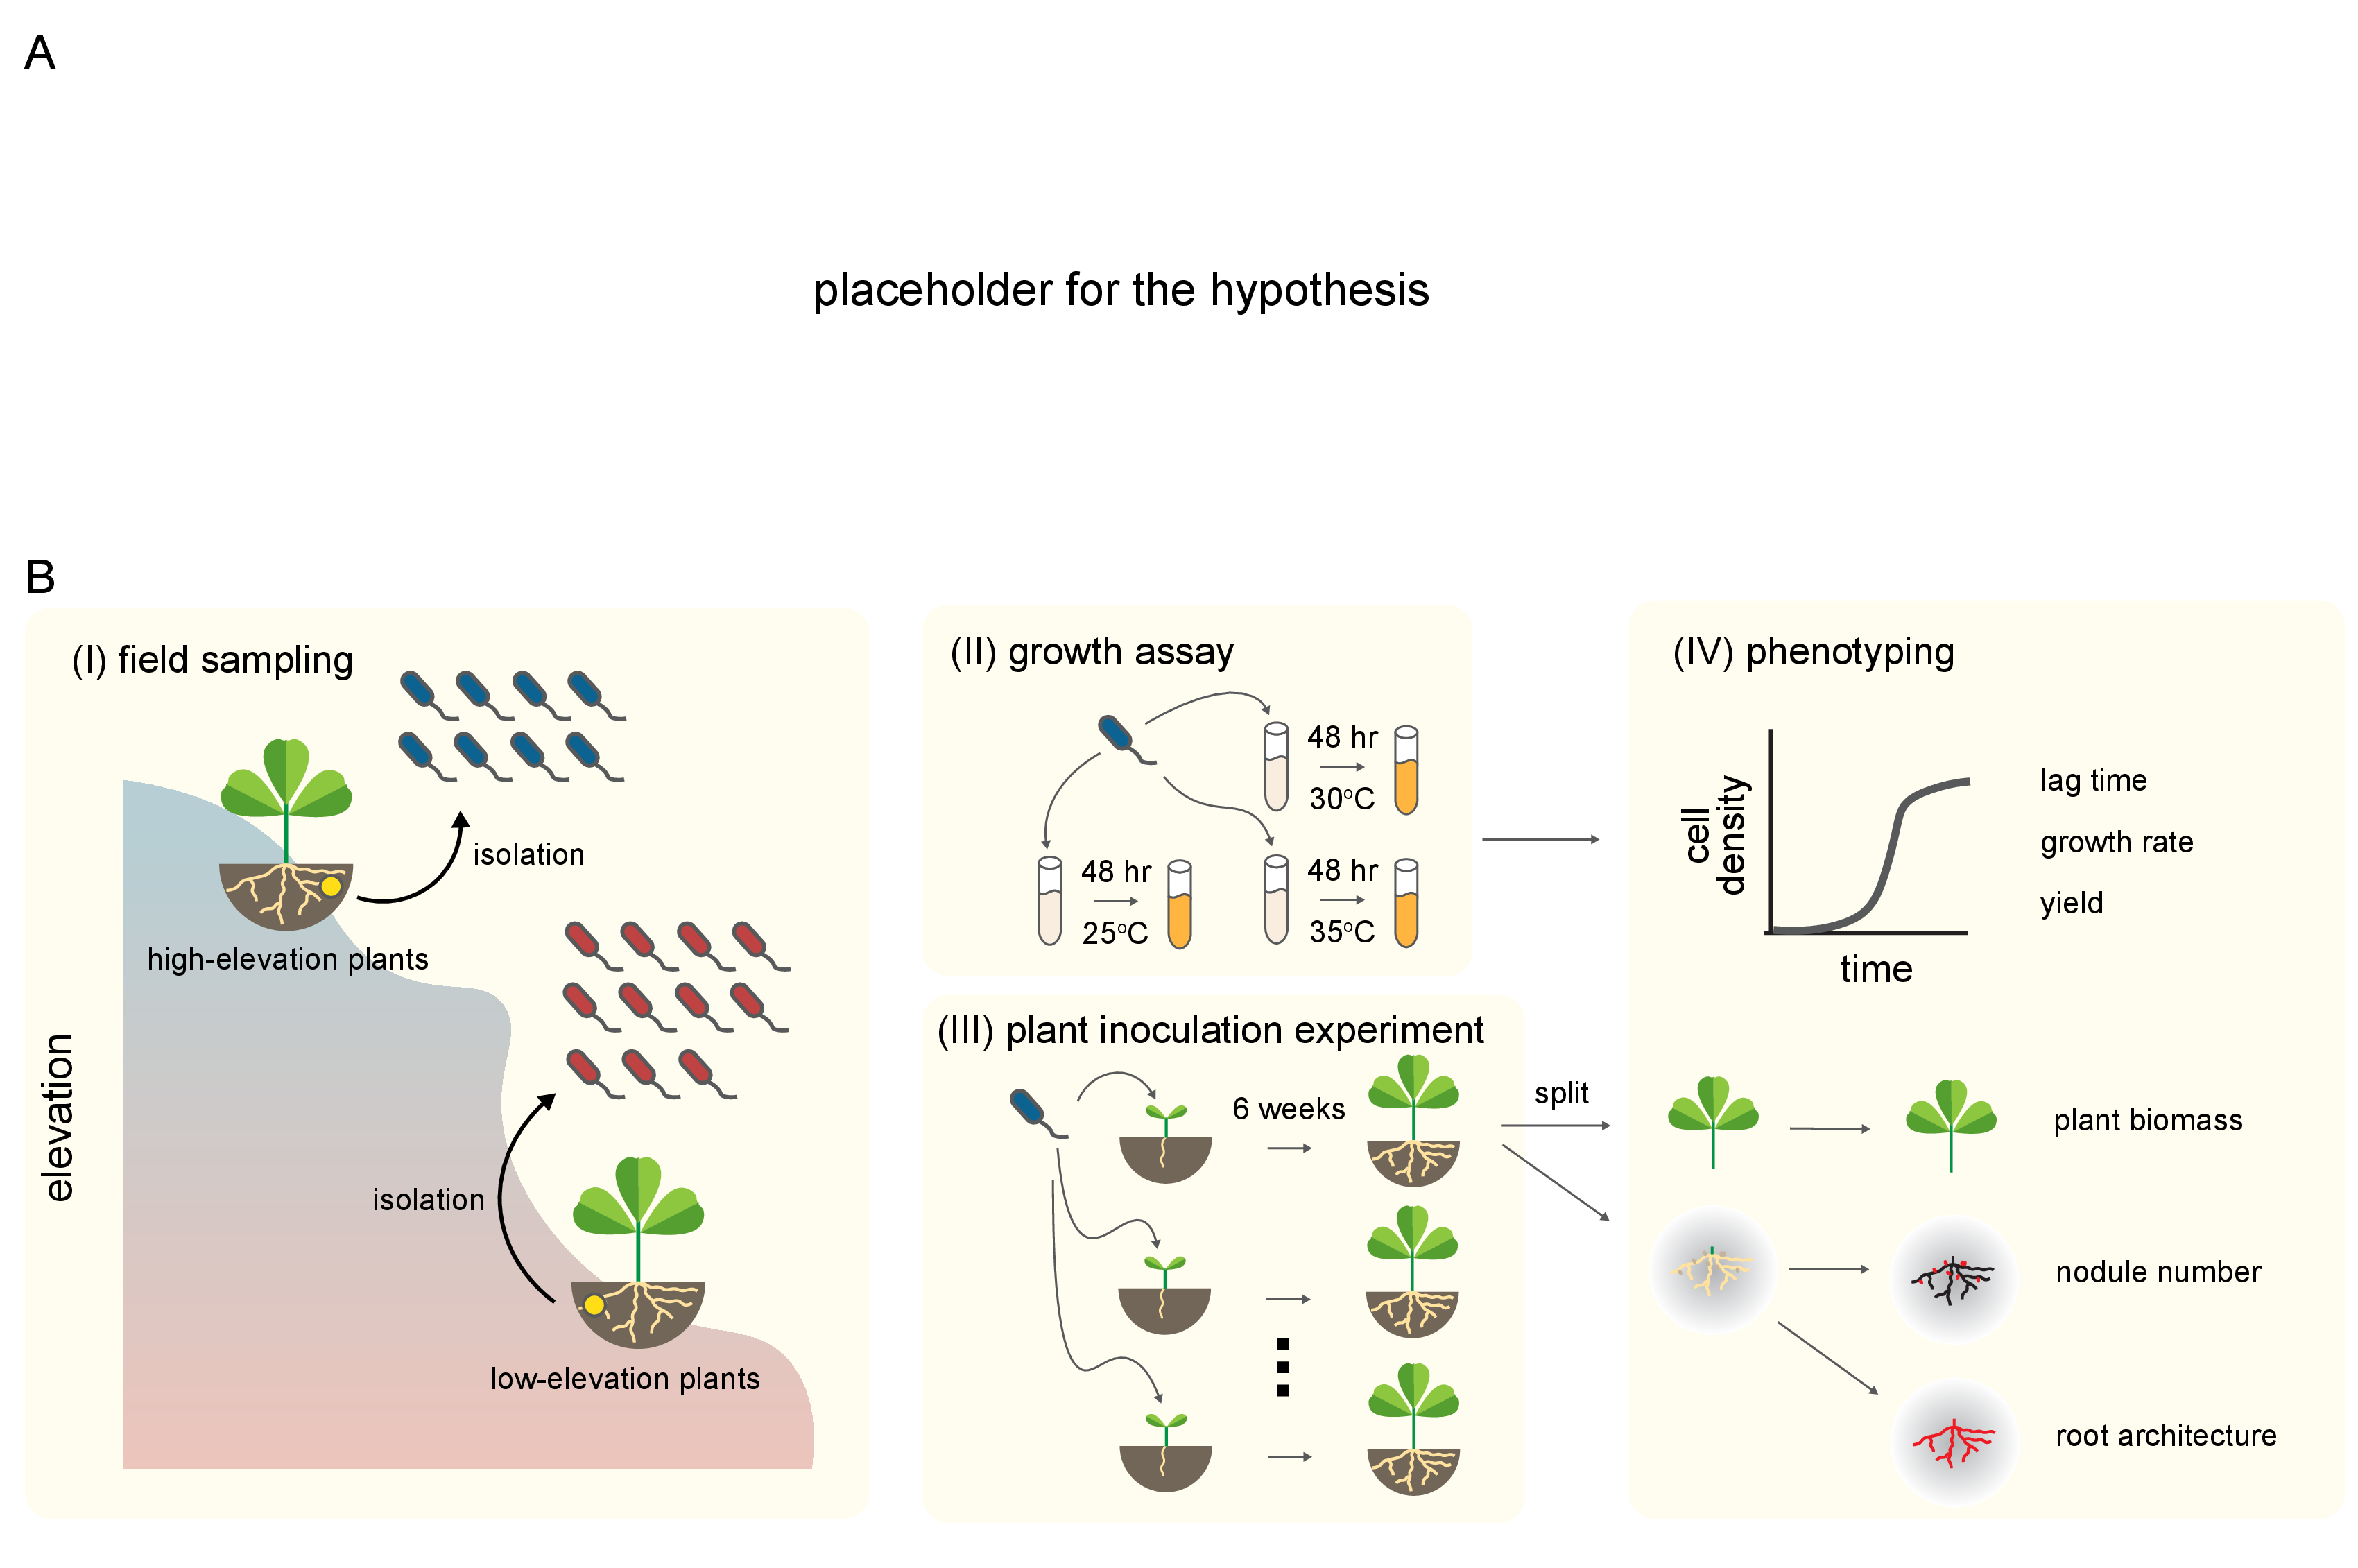 A
placeholder for the hypothesis
B
(I) field sampling
isolation
high-elevation plants
elevation
isolation
low-elevation plants
(II) growth assay
48 hr
30°C
48 hr
25°C
48 hr
35°C
(III) plant inoculation experiment
6 weeks
split
(IV) phenotyping
cell
density
time
lag time
growth rate
yield
plant biomass
nodule number
root architecture